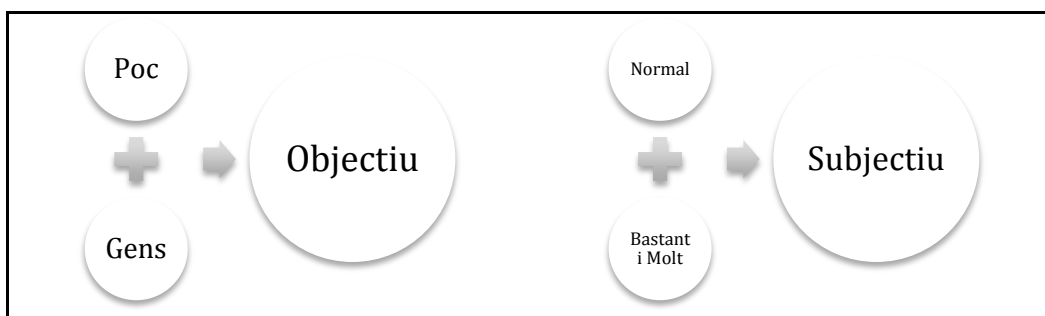 Poc
Gens
Objectiu
Normal
Bastant
i Molt
Subjectiu